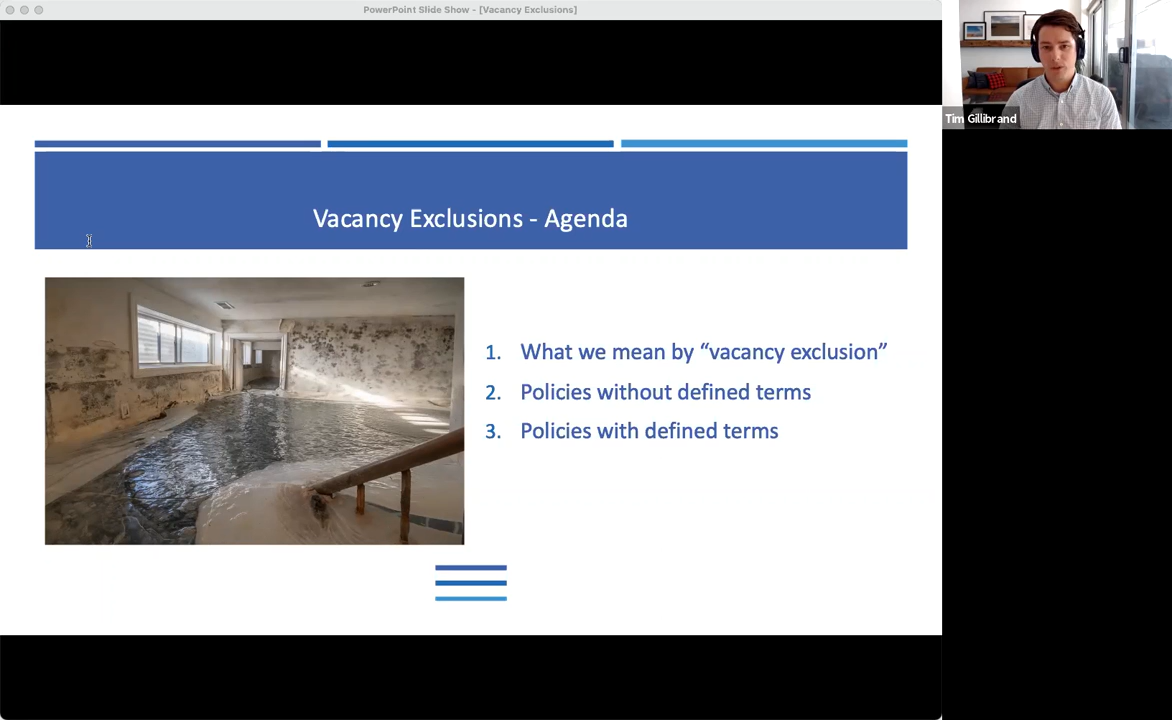 PowerPoint Slide Show - [Vacancy Exclusions]
Tim Gillibrand
Vacancy Exclusions - Agenda
1. What we mean by “vacancy exclusion”
2. Policies without defined terms
3. Policies with defined terms